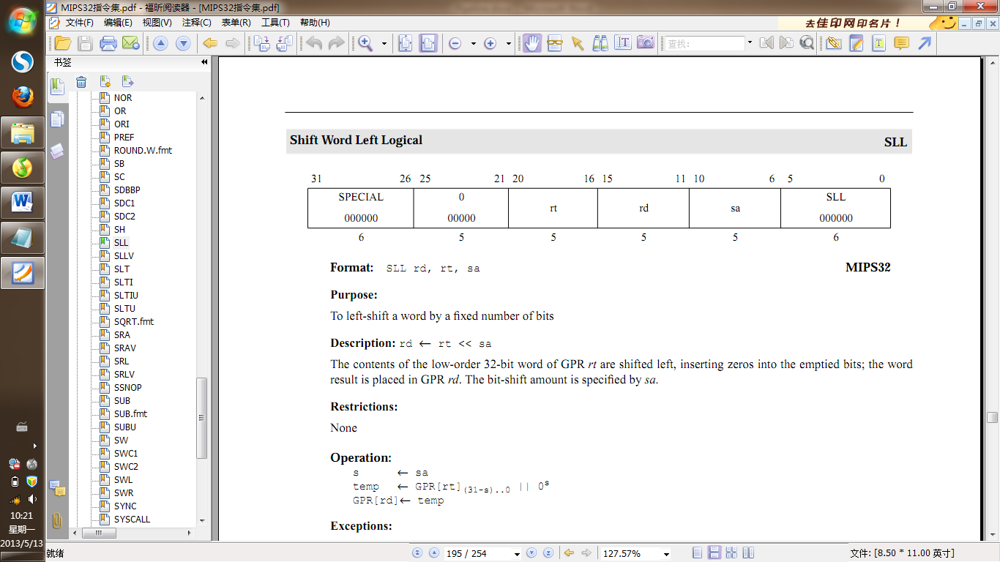 MIPS32指令集.pdf - 福昕阅读器 - [MIPS32指令集.pdf]
文件(F) 编辑(E) 视图(V) 注释(C) 表单(R) 工具(T) 帮助(H)
去佳印网印名片！
查找:
书签
NOR
OR
ORI
PREF
ROUND.W.fmt
SB
SC
SDBBP
SDC1
SDC2
SH
SLL
SLLV
SLT
SLTI
SLTIU
SLTU
SQRT.fmt
SRA
SRAV
SRL
SRLV
SSNOP
SUB
SUB.fmt
SUBU
SW
SWC1
SWC2
SWL
SWR
SYNC
SYSCALL
Shift Word Left Logical SLL
31 26 25 21 20 16 15 11 10 6 5 0
SPECIAL 0 rt rd sa SLL
000000 00000 000000
6 5 5 5 5 6
Format: SLL rd, rt, sa MIPS32
Purpose:
To left-shift a word by a fixed number of bits
Description: rd ← rt << sa
The contents of the low-order 32-bit word of GPR rt are shifted left, inserting zeros into the emptied bits; the word
result is placed in GPR rd. The bit-shift amount is specified by sa.
Restrictions:
None
Operation:
s ← sa
temp ← GPR[rt](31-s)..0 || 0s
GPR[rd]← temp
Exceptions:
10:21
星期一
2013/5/13
就绪
195 / 254
127.57%
文件: [8.50 * 11.00 英寸]